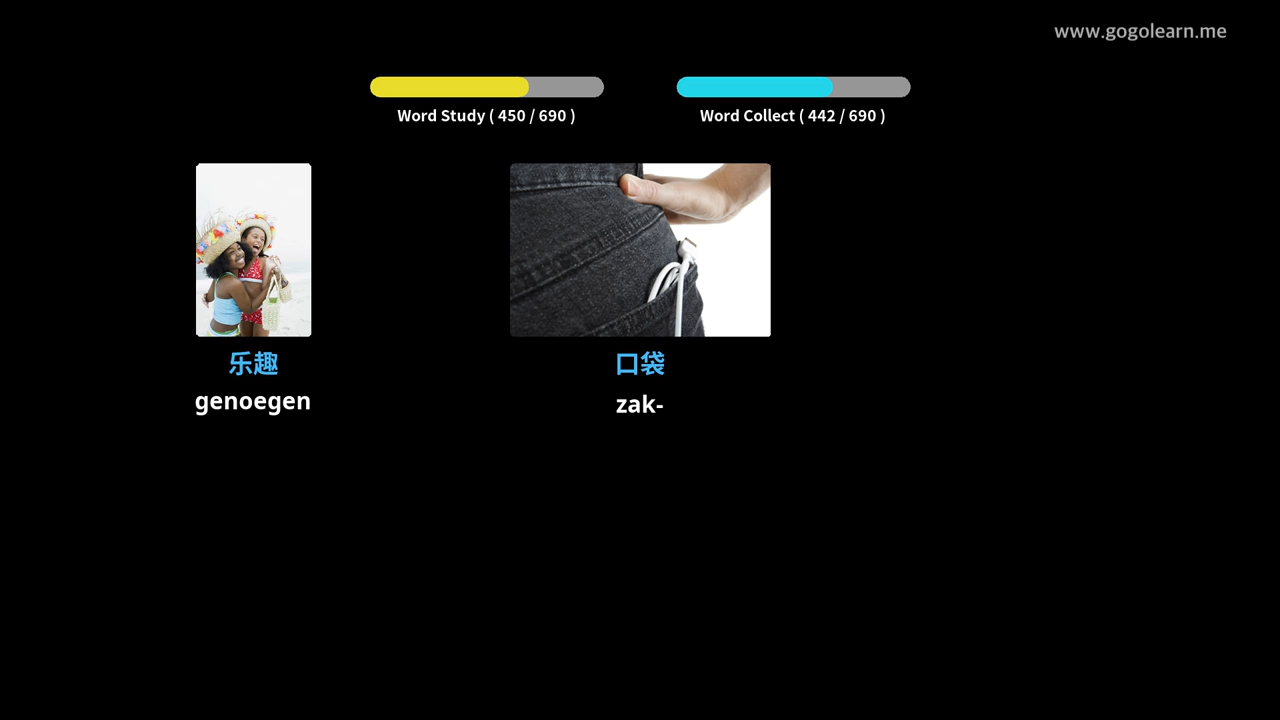 www.gogolearn.me
Word Study ( 450 / 690 )
Word Collect ( 442 / 690 )
乐趣
genoegen
口袋
zak-